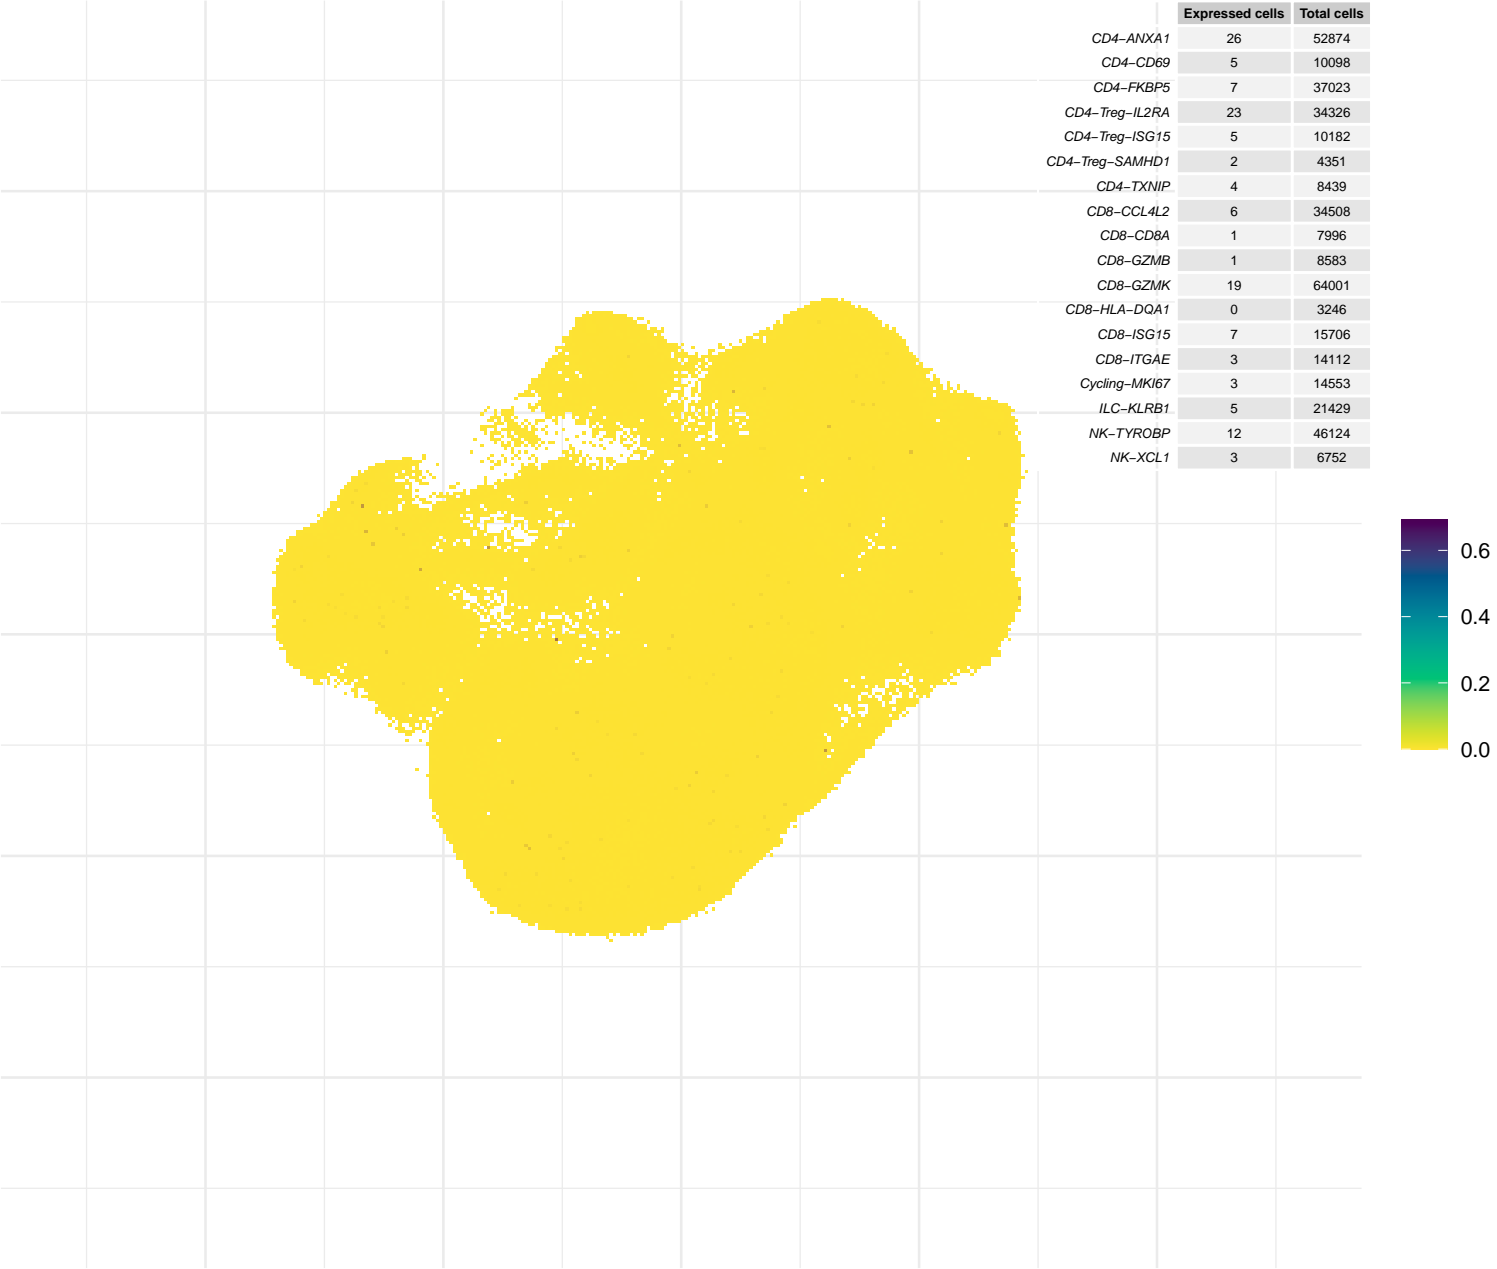 Expressed cells Total cells
CD4−ANXA1 26 52874
CD4−CD69 5 10098
CD4−FKBP5 7 37023
CD4−Treg−IL2RA 23 34326
CD4−Treg−ISG15 5 10182
CD4−Treg−SAMHD1 2 4351
CD4−TXNIP 4 8439
CD8−CCL4L2 6 34508
CD8−CD8A 1 7996
CD8−GZMB 1 8583
CD8−GZMK 19 64001
CD8−HLA−DQA1 0 3246
CD8−ISG15 7 15706
CD8−ITGAE 3 14112
Cycling−MKI67 3 14553
ILC−KLRB1 5 21429
NK−TYROBP 12 46124
NK−XCL1 3 6752
0.6
0.4
0.2
0.0